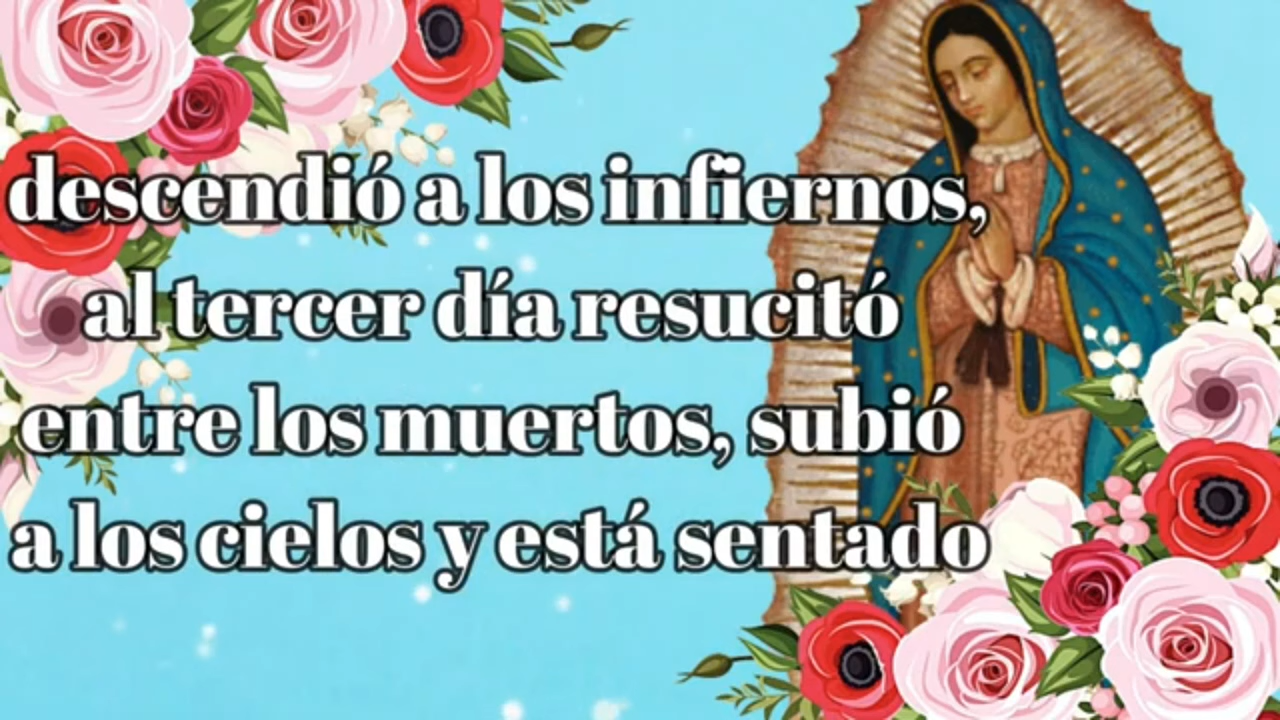 descendió a los infiernos,
al tercer día resucitó
entre los muertos, subió
a los cielos y está sentado